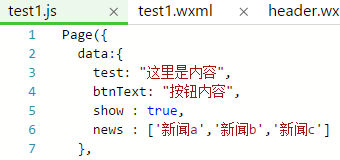 test1.js × test1.wxml header.wx
1 Page({
2 data:{
3 test: "这里是内容",
4 btnText: "按钮内容",
5 show : true,
6 news : ['新闻a','新闻b','新闻c']
7 },